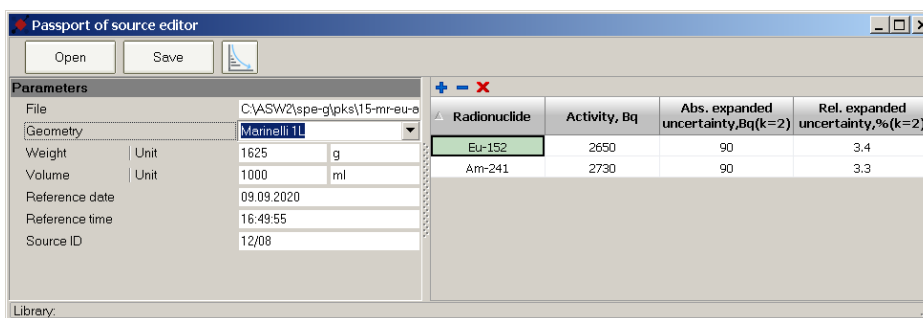 Passport of source editor
Open Save
Parameters
File C:\ASW2\spe-g\pks\15-mr-eu-a
Geometry Marinelli 1L
Weight Unit 1625 g
Volume Unit 1000 ml
Reference date 09.09.2020
Reference time 16:49:55
Source ID 12/08
Radionuclide Activity, Bq Abs. expanded uncertainty,Bq(k=2) Rel. expanded uncertainty,%(k=2)
Eu-152 2650 90 3.4
Am-241 2730 90 3.3
Library: